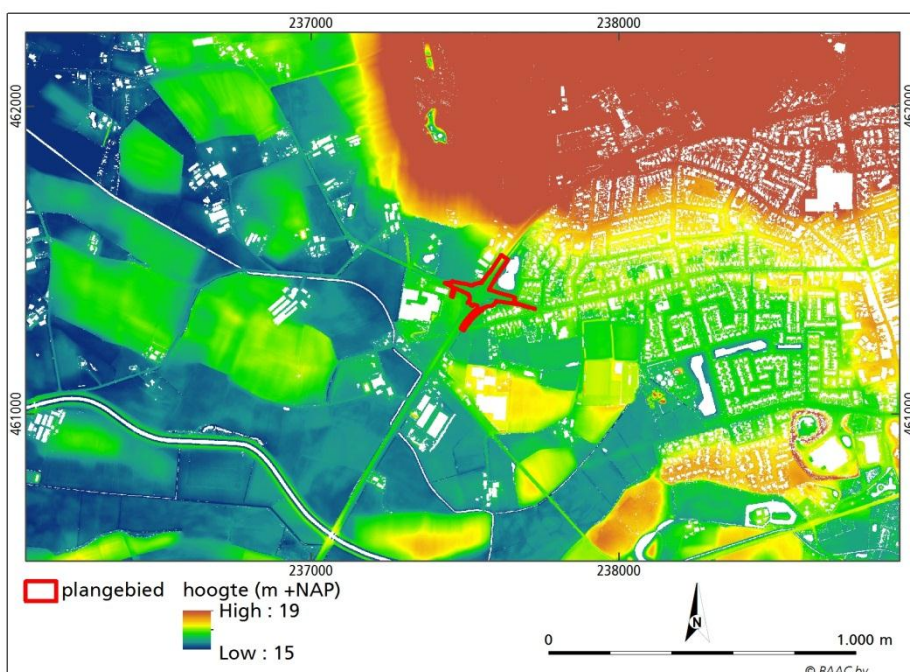 237000 238000
462000 462000
461000 461000
237000 238000
plangebied hoogte (m +NAP)
High : 19
Low : 15
N
0 1.000 m
© BAAC bv